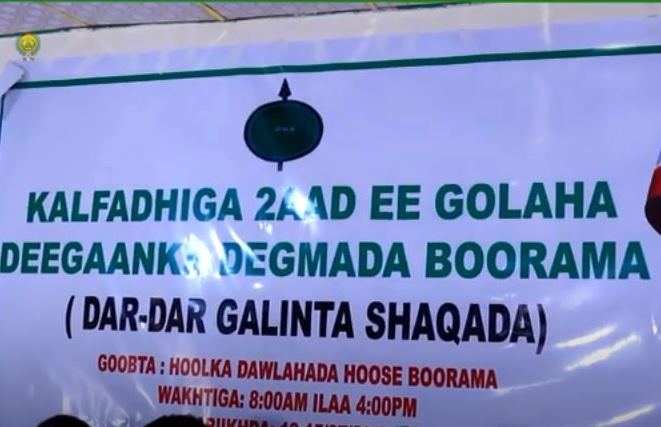 KALFADHIGA 2AAD EE GOLAHA
DEEGAANKA DEGMADA BOORAMA
( DAR-DAR GALINTA SHAQADA)
GOOBTA : HOOLKA DAWLAHADA HOOSE BOORAMA
WAKHTIGA: 8:00AM ILAA 4:00PM